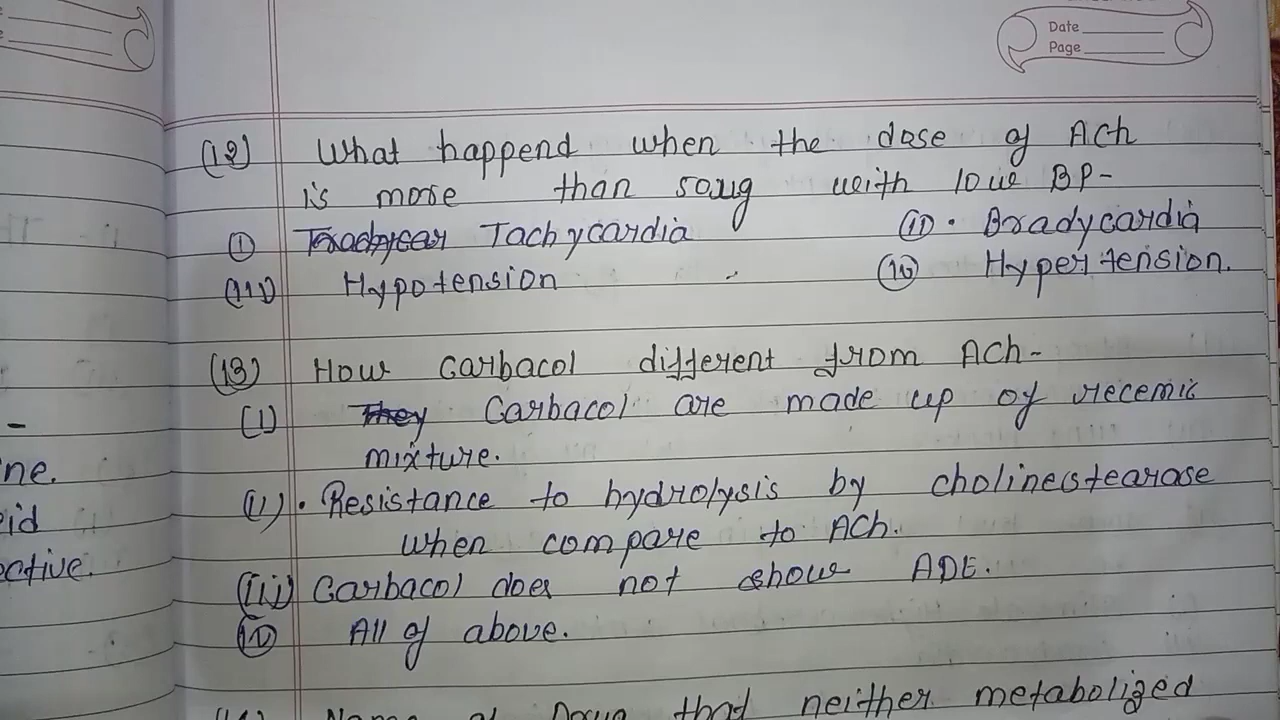 Date
Page
(12) What happend when the dose of ACh
is more than 50ug with low BP-
(i) Tachycardia (ii) • Bradycardia
(iii) Hypotension (iv) Hypertension.
(13) How Carbacol different from ACh-
(i) They Carbacol are made up of recemic
mixture.
(ii) • Resistance to hydrolysis by cholinestearase
when compare to ACh.
(iii) Carbacol does not show ADE.
(iv) All of above.
neither metabolized
ne.
id
ective.